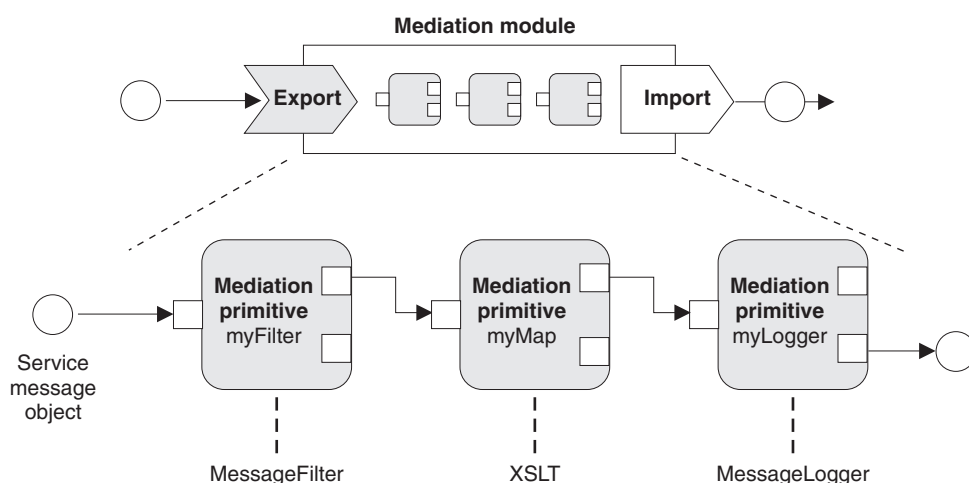 Mediation module
Export
Import
Mediation
primitive
myFilter
Mediation
primitive
myMap
Mediation
primitive
myLogger
Service
message
object
MessageFilter
XSLT
MessageLogger